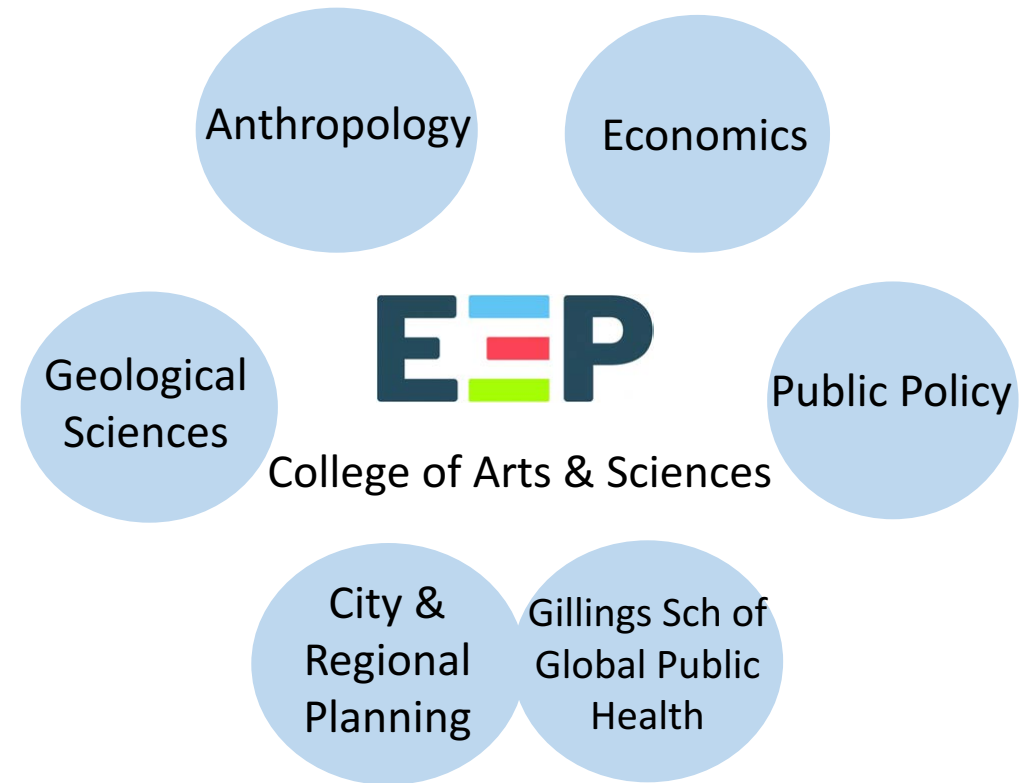 Anthropology
Economics
Geological
Sciences
EEP
Public Policy
College of Arts & Sciences
City &
Regional
Planning
Gillings Sch of
Global Public
Health